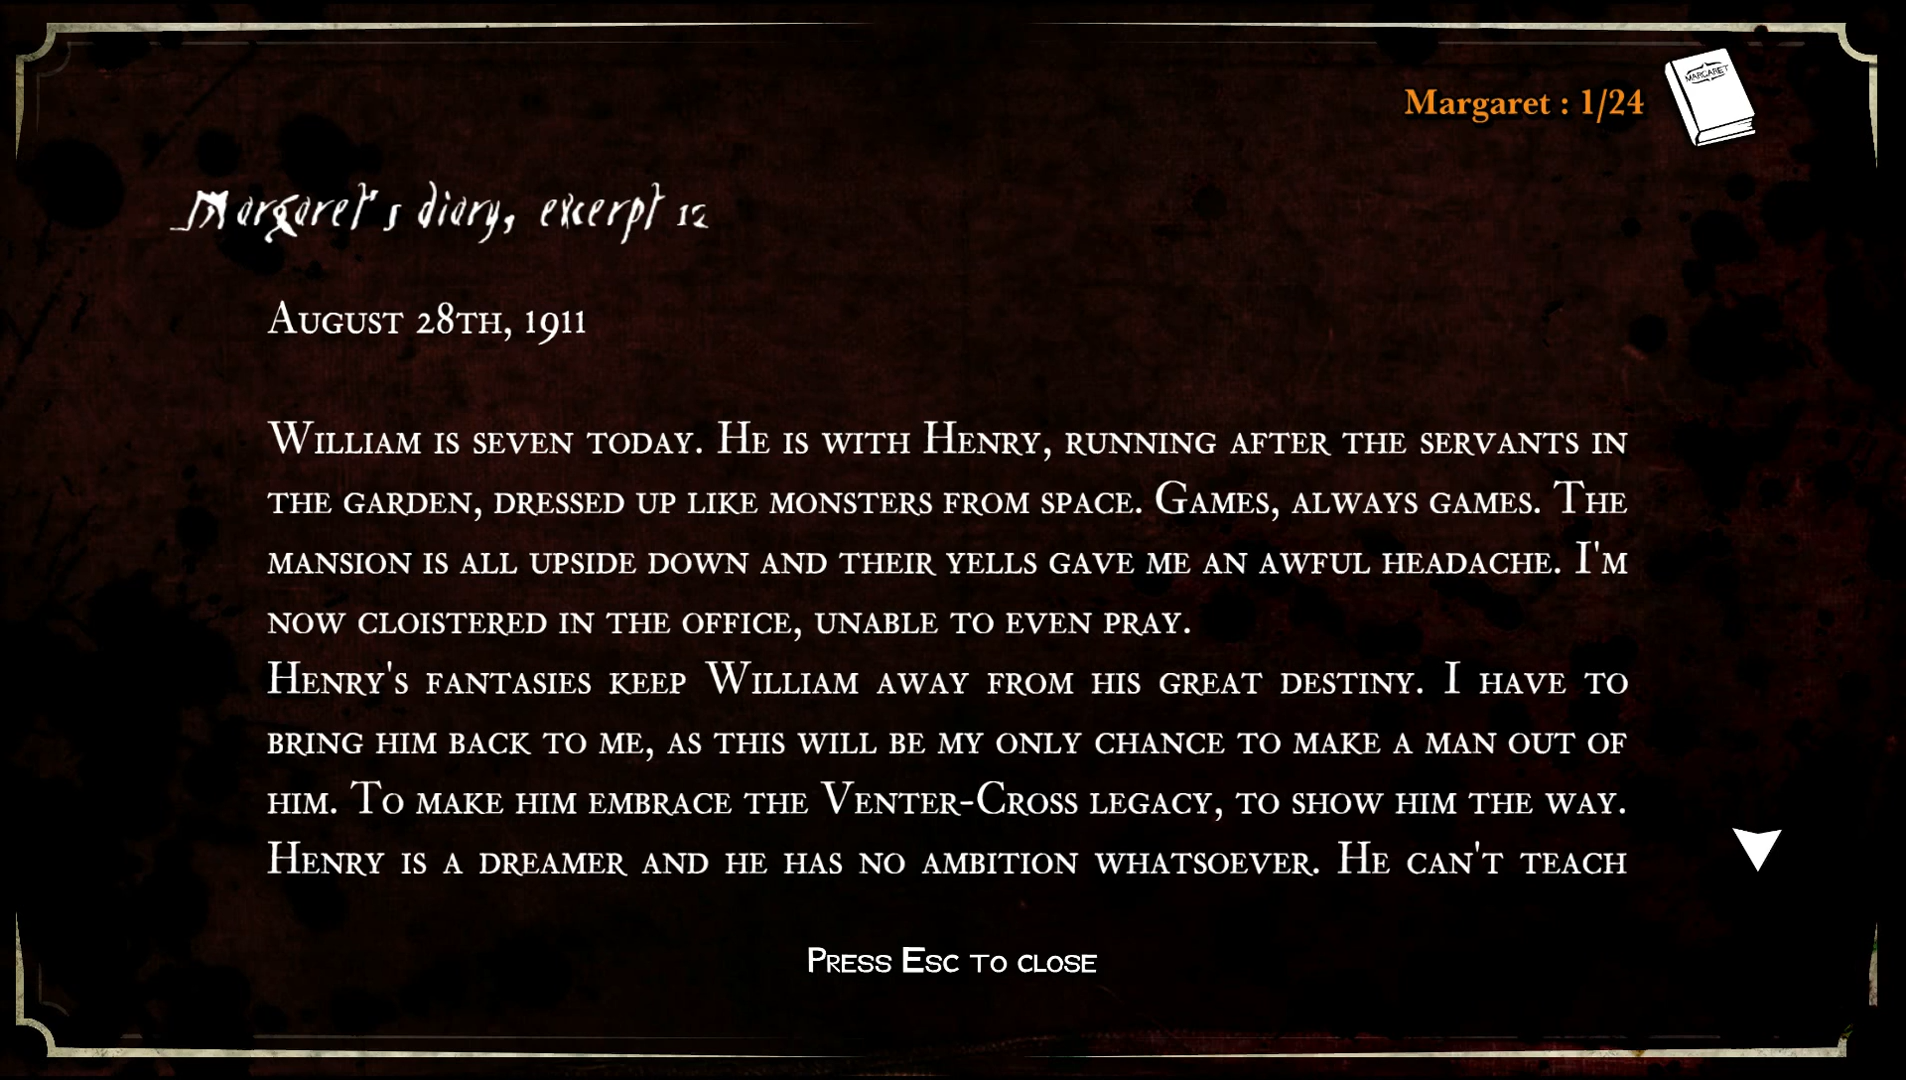 Margaret : 1/24
MARGARET
Margaret's diary, excerpt 12
August 28th, 1911
William is seven today. He is with Henry, running after the servants in
the garden, dressed up like monsters from space. Games, always games. The
mansion is all upside down and their yells gave me an awful headache. I'm
now cloistered in the office, unable to even pray.
Henry's fantasies keep William away from his great destiny. I have to
bring him back to me, as this will be my only chance to make a man out of
him. To make him embrace the Venter-Cross legacy, to show him the way.
Henry is a dreamer and he has no ambition whatsoever. He can't teach
Press Esc to close